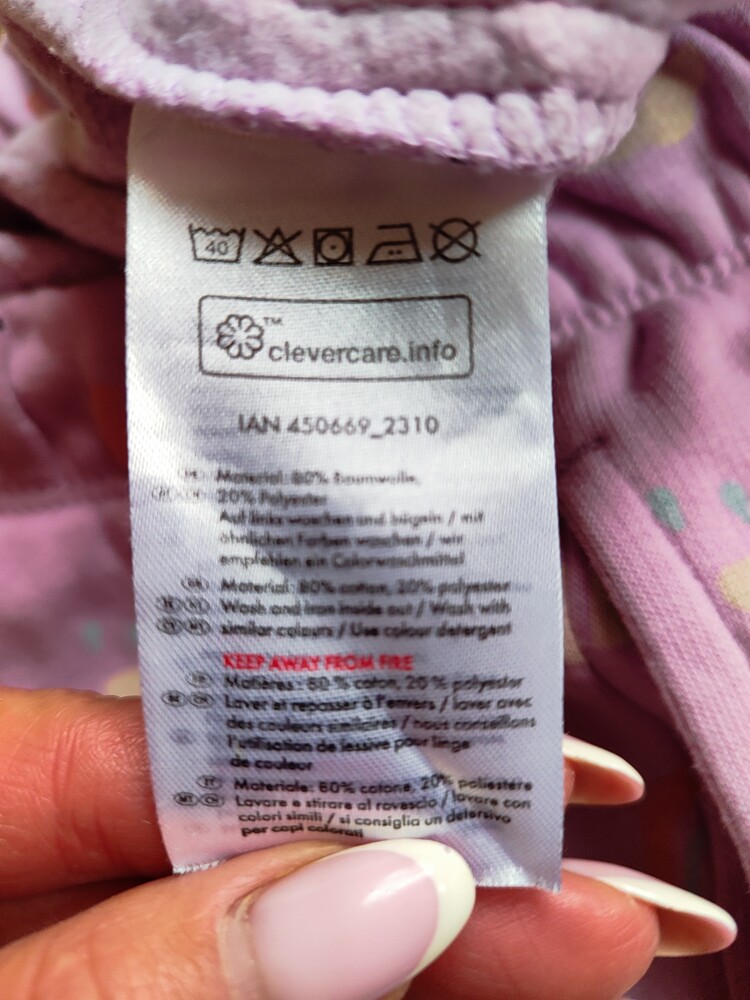 40
clevercare.info ™
IAN 450669_2310
Material: 80% Baumwolle,
20% Polyester
Auf links waschen und bügeln / mit
ähnlichen Farben waschen / wir
empfehlen ein Colorwaschmittel
Material: 80% cotton, 20% polyester
Wash and iron inside out / Wash with
similar colours / Use colour detergent
KEEP AWAY FROM FIRE
Matières: 80 % coton, 20 % polyester
Laver et repasser à l'envers / laver avec
des couleurs similaires / nous conseillons
l'utilisation de lessive pour linge
de couleur
Materiale: 80% cotone, 20% poliestere
Lavare e stirare al rovescio / lavare con
colori simili / si consiglia un detersivo
per capi colorati